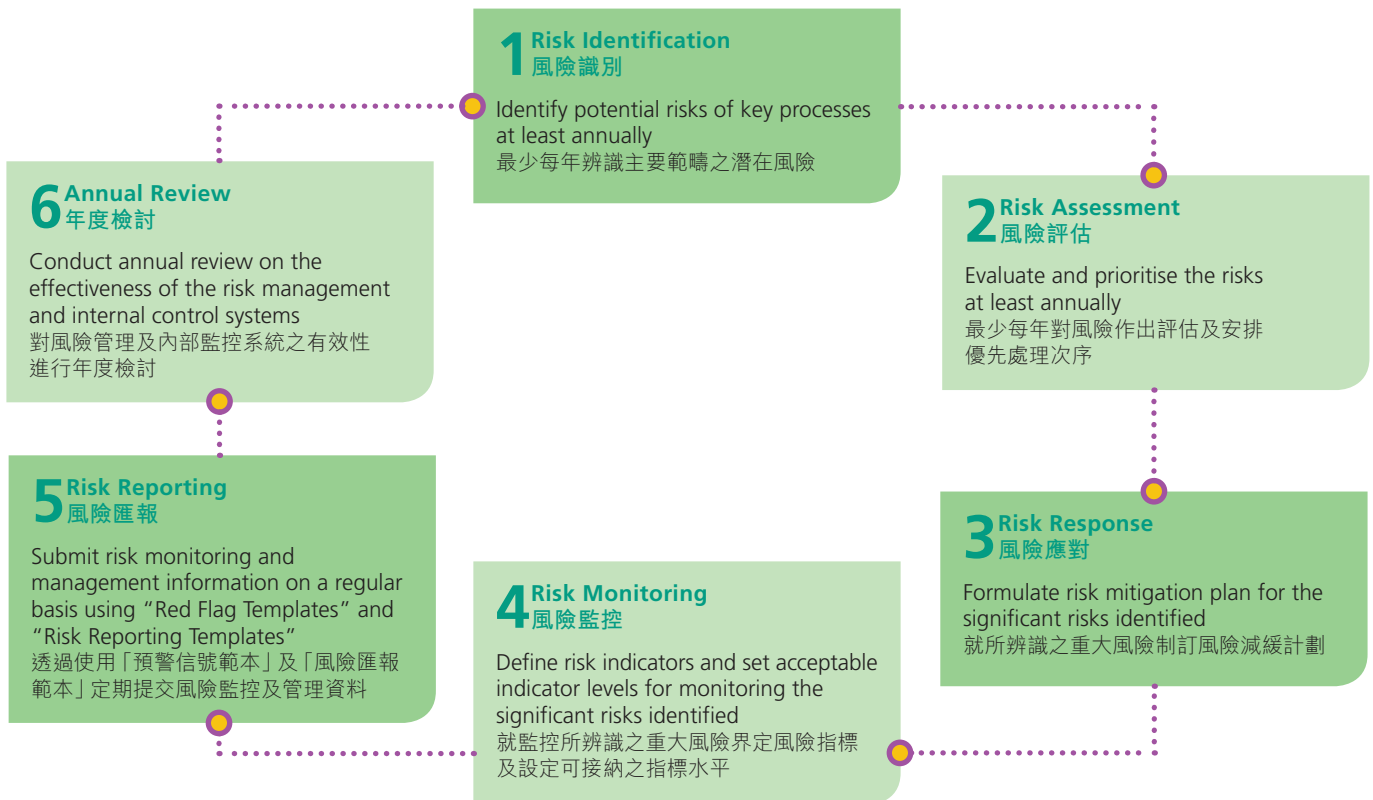 1 Risk Identification
風險識別
Identify potential risks of key processes
at least annually
最少每年辨識主要範疇之潛在風險
2 Risk Assessment
風險評估
Evaluate and prioritise the risks
at least annually
最少每年對風險作出評估及安排
優先處理次序
3 Risk Response
風險應對
Formulate risk mitigation plan for the
significant risks identified
就所辨識之重大風險制訂風險減緩計劃
4 Risk Monitoring
風險監控
Define risk indicators and set acceptable
indicator levels for monitoring the
significant risks identified
就監控所辨識之重大風險界定風險指標
及設定可接納之指標水平
5 Risk Reporting
風險匯報
Submit risk monitoring and
management information on a regular
basis using “Red Flag Templates” and
“Risk Reporting Templates”
透過使用「預警信號範本」及「風險匯報
範本」定期提交風險監控及管理資料
6 Annual Review
年度檢討
Conduct annual review on the
effectiveness of the risk management
and internal control systems
對風險管理及內部監控系統之有效性
進行年度檢討